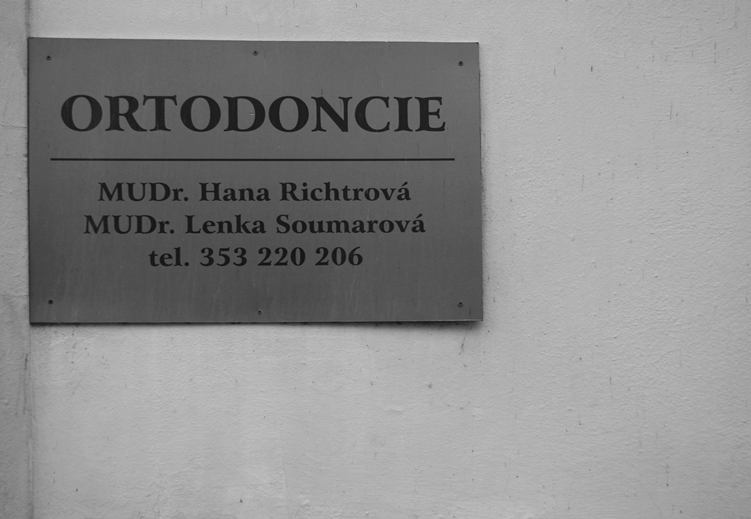 ORTODONCIE
MUDr. Hana Richtrová
MUDr. Lenka Soumarová
tel. 353 220 206